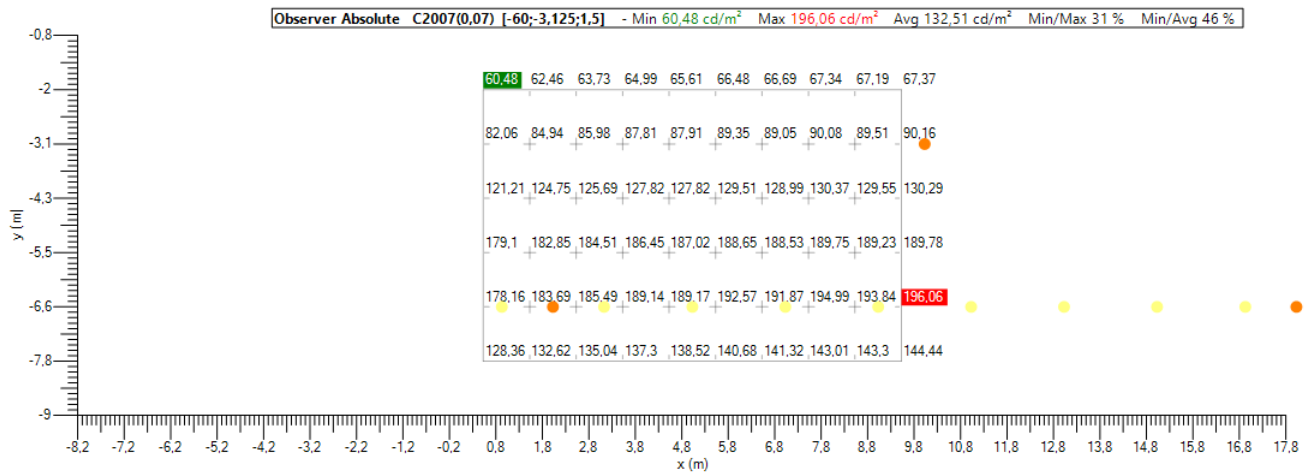 Observer Absolute C2007(0,07) [-60;-3,125;1,5] - Min 60,48 cd/m² Max 196,06 cd/m² Avg 132,51 cd/m² Min/Max 31 % Min/Avg 46 %
-0,8
60,48 62,46 63,73 64,99 65,61 66,48 66,69 67,34 67,19 67,37
-2
82,06 84,94 85,98 87,81 87,91 89,35 89,05 90,08 89,51 90,16
-3,1
121,21 124,75 125,69 127,82 127,82 129,51 128,99 130,37 129,55 130,29
-4,3
y (m)
179,1 182,85 184,51 186,45 187,02 188,65 188,53 189,75 189,23 189,78
-5,5
178,16 183,69 185,49 189,14 189,17 192,57 191,87 194,99 193,84 196,06
-6,6
128,36 132,62 135,04 137,3 138,52 140,68 141,32 143,01 143,3 144,44
-7,8
-9
-8,2 -7,2 -6,2 -5,2 -4,2 -3,2 -2,2 -1,2 -0,2 0,8 1,8 2,8 3,8 4,8 5,8 6,8 7,8 8,8 9,8 10,8 11,8 12,8 13,8 14,8 15,8 16,8 17,8
x (m)